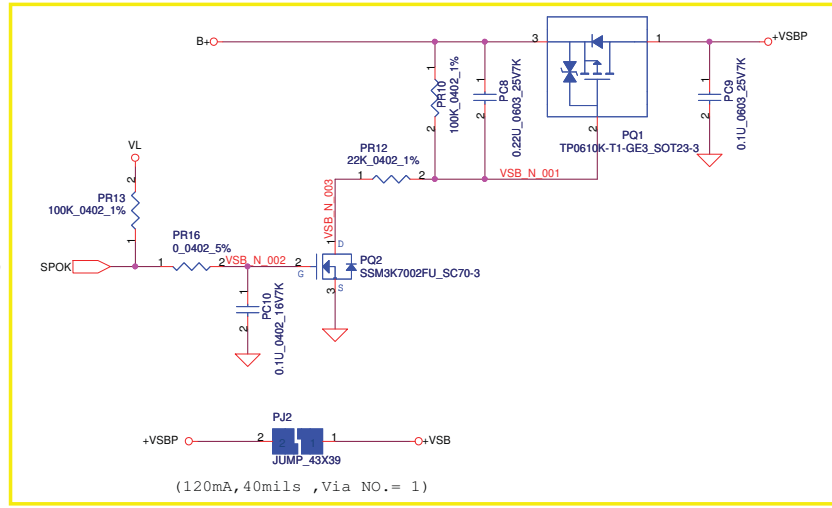 B+
3
1
+VSBP
1
2
PR10
100K_0402_1%
1
2
PC8
0.22U_0603_25V7K
2
PQ1
TP0610K-T1-GE3_SOT23-3
1
2
PC9
0.1U_0603_25V7K
VL
PR12
22K_0402_1%
1
2
VSB_N_001
VSB_N_003
2
PR13
100K_0402_1%
1
PR16
0_0402_5%
SPOK
1
2
VSB_N_002
2
G
1
D
PQ2
SSM3K7002FU_SC70-3
3
S
1
2
PC10
0.1U_0402_16V7K
PJ2
+VSBP
2
2
1
1
+VSB
JUMP_43X39
(120mA,40mils ,Via NO.= 1)